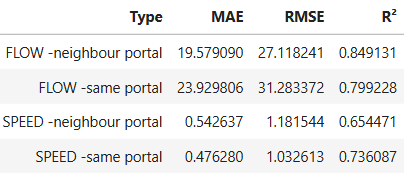 Type MAE RMSE R²
FLOW -neighbour portal 19.579090 27.118241 0.849131
FLOW -same portal 23.929806 31.283372 0.799228
SPEED -neighbour portal 0.542637 1.181544 0.654471
SPEED -same portal 0.476280 1.032613 0.736087